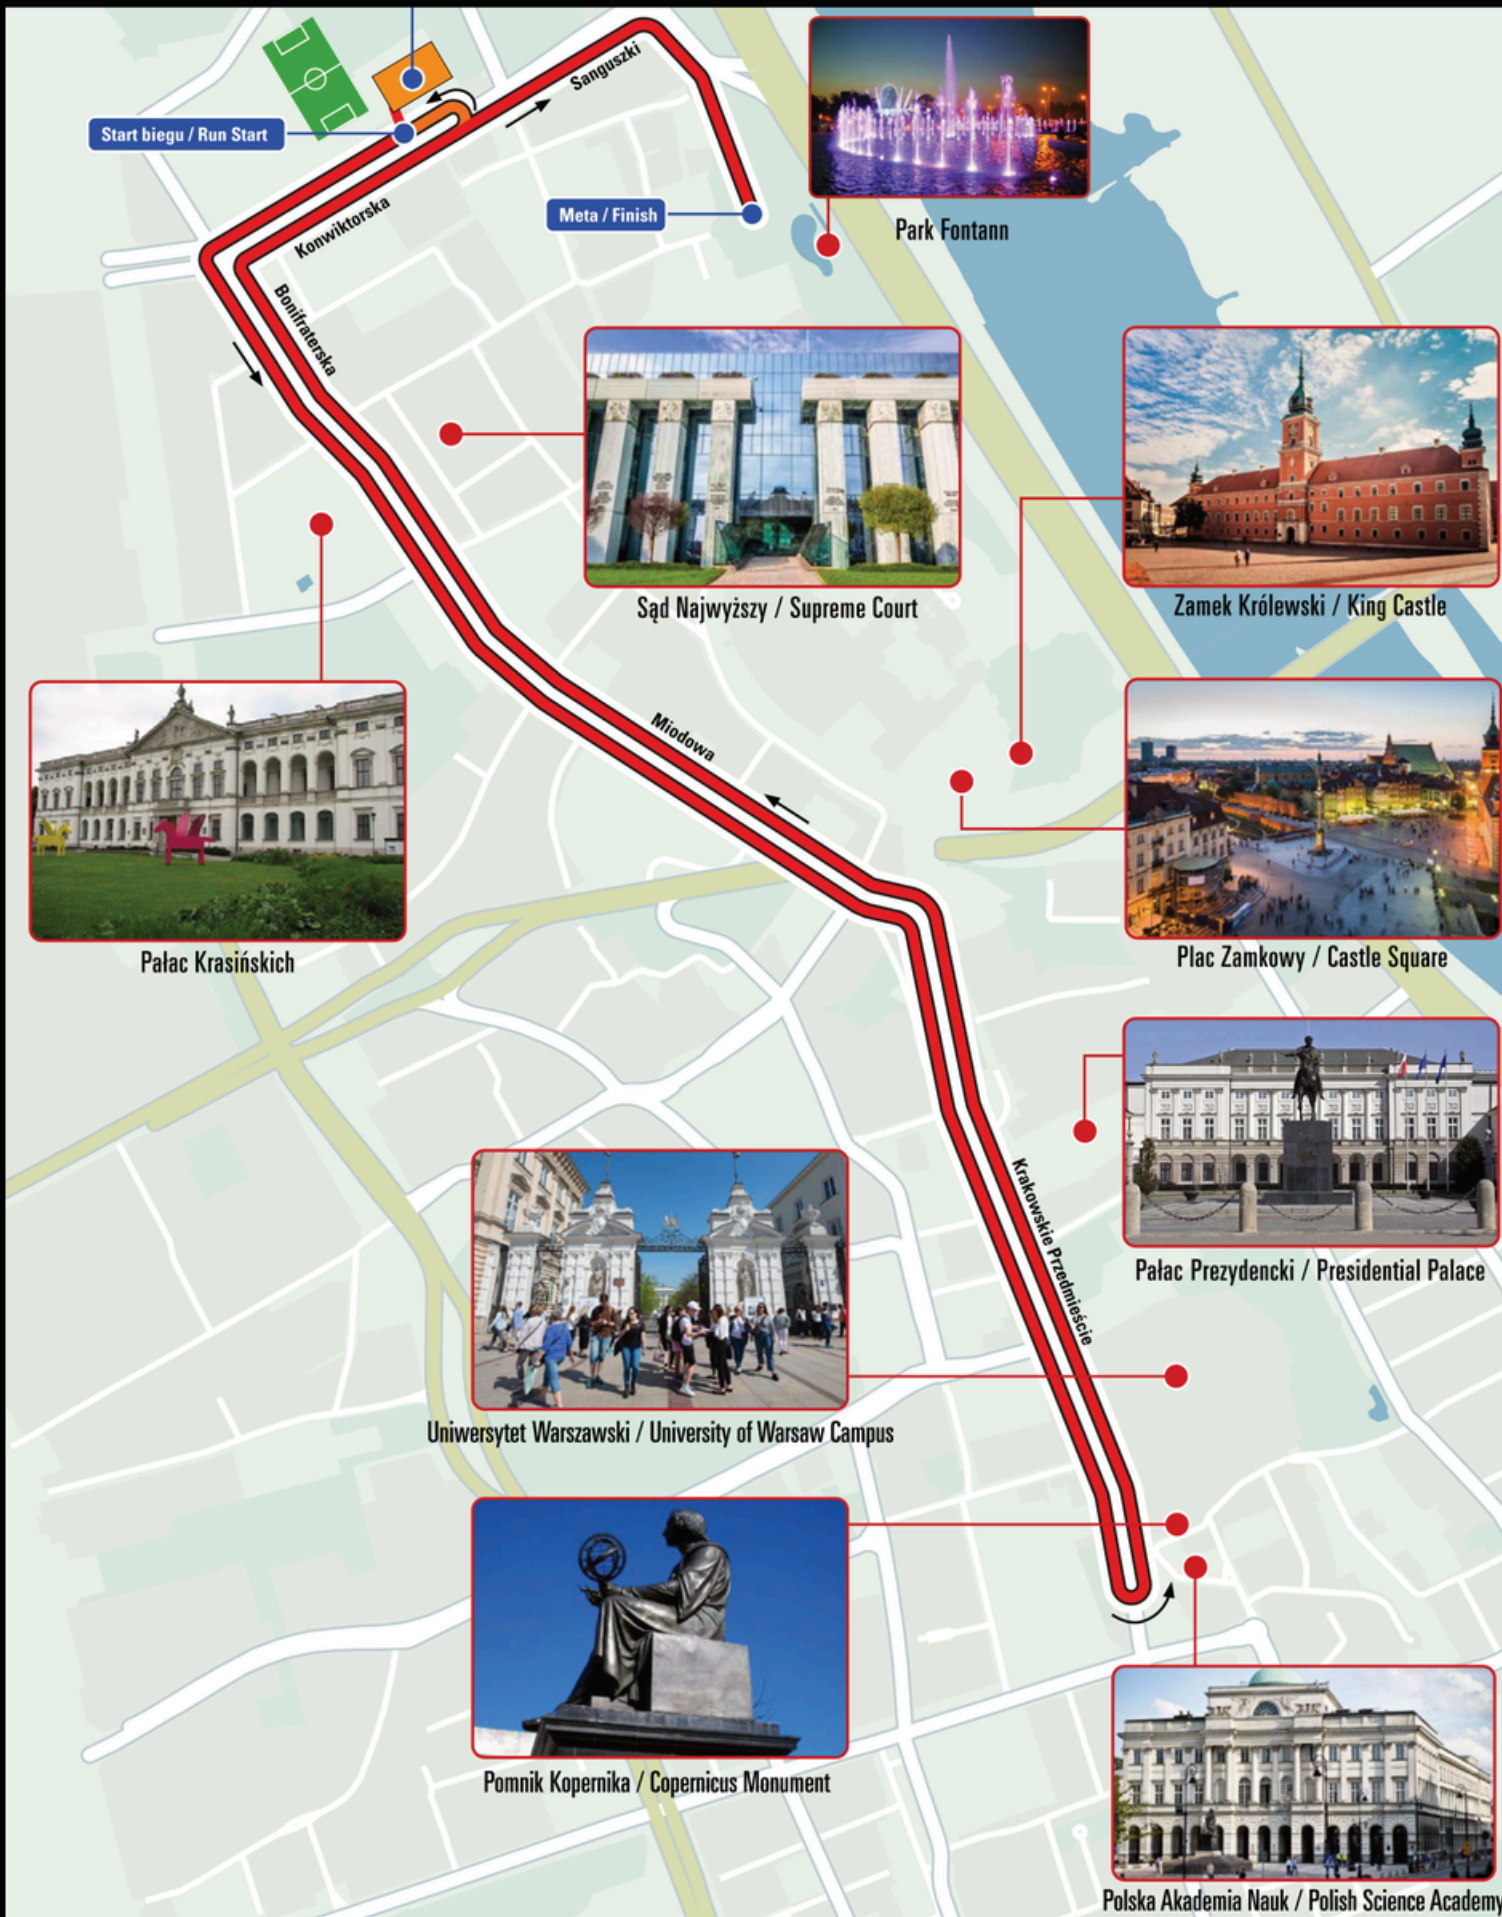 Sanguszki
Start biegu / Run Start
Konwiktorska
Meta / Finish
Park Fontann
Bonifraterska
Sąd Najwyższy / Supreme Court
Zamek Królewski / King Castle
Miodowa
Pałac Krasińskich
Plac Zamkowy / Castle Square
Krakowskie Przedmieście
Pałac Prezydencki / Presidential Palace
Uniwersytet Warszawski / University of Warsaw Campus
Pomnik Kopernika / Copernicus Monument
Polska Akademia Nauk / Polish Science Academy